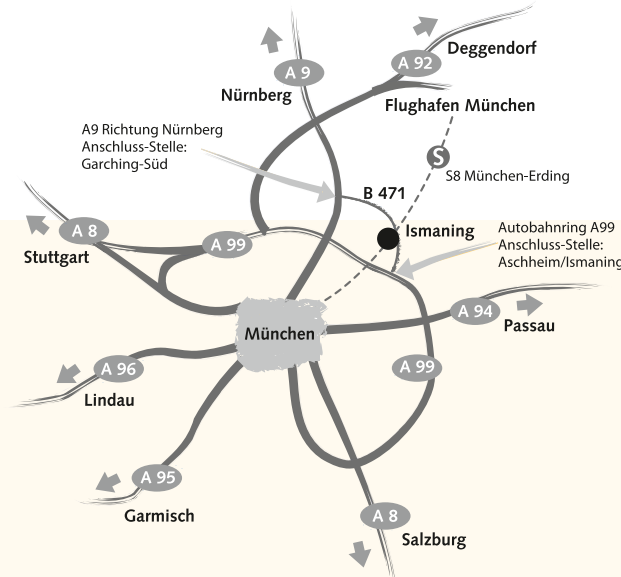 Deggendorf
A 92
A 9
Nürnberg
Flughafen München
A9 Richtung Nürnberg
Anschluss-Stelle:
Garching-Süd
S
S8 München-Erding
B 471
Ismaning
Autobahnring A99
Anschluss-Stelle:
Aschheim/Ismaning
A 8
Stuttgart
A 99
A 94
Passau
München
A 96
Lindau
A 99
A 95
Garmisch
A 8
Salzburg